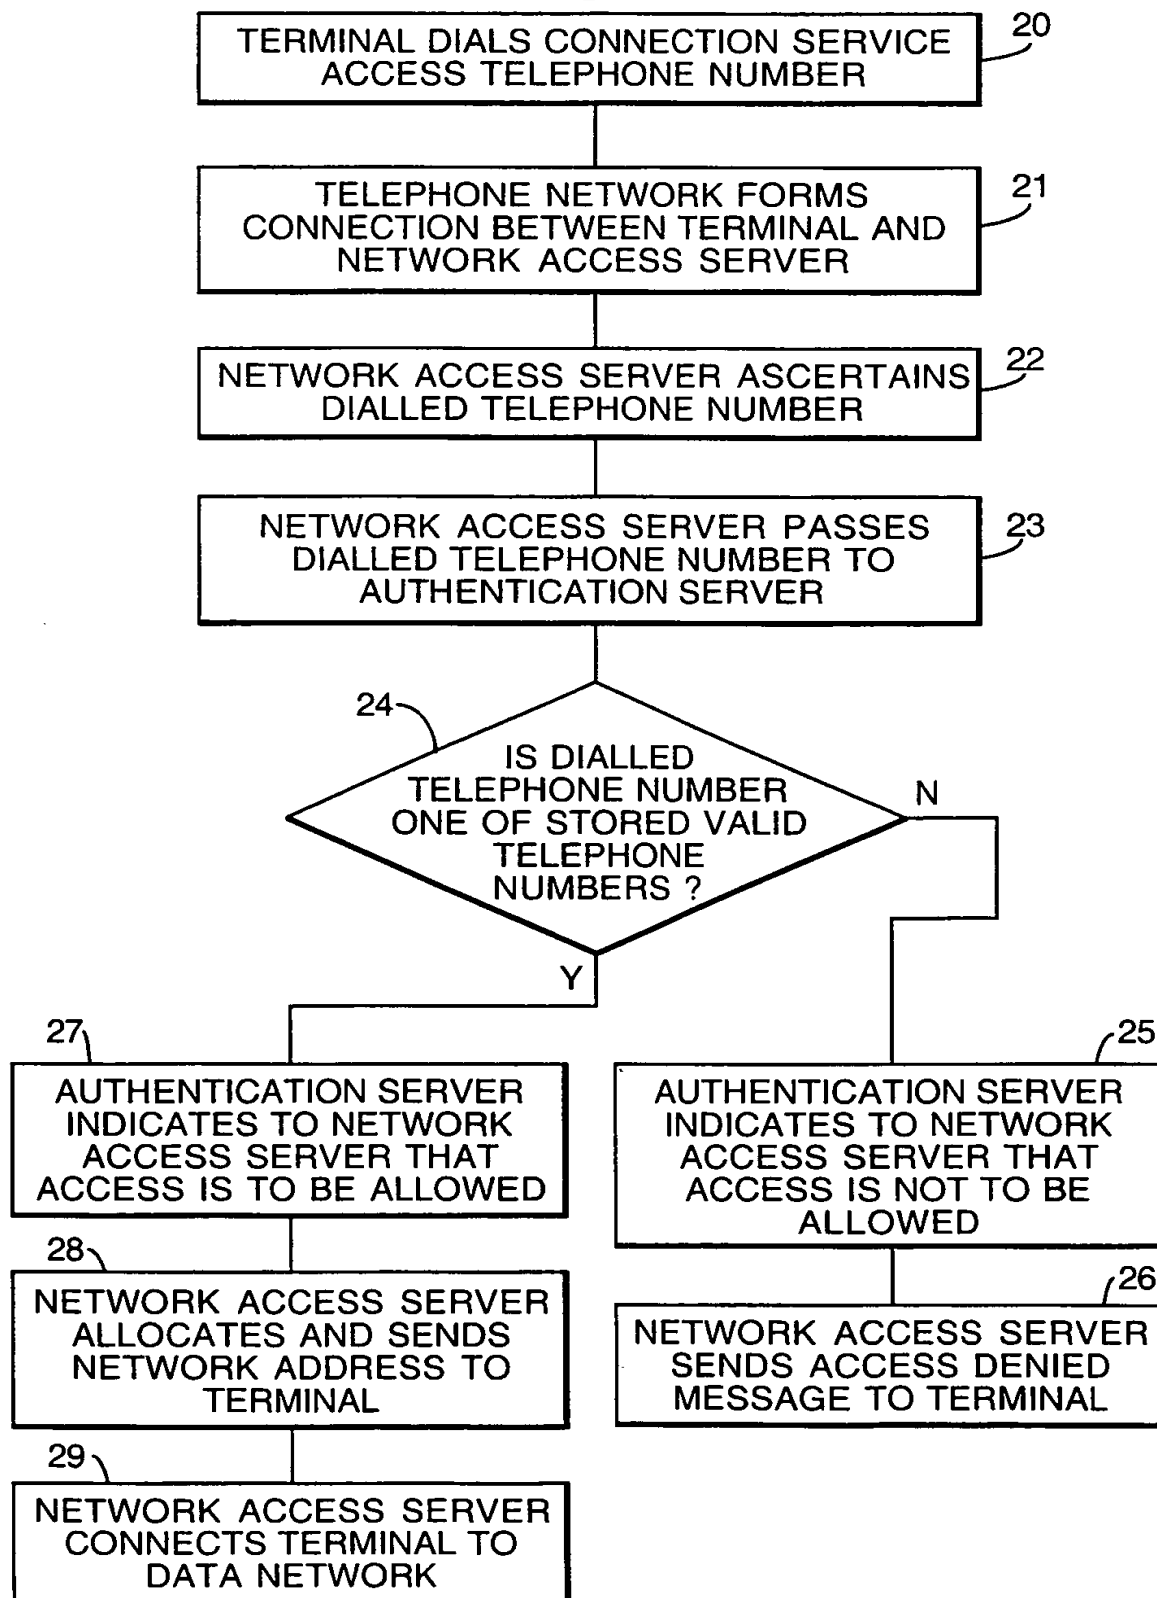 TERMINAL DIALS CONNECTION SERVICE
ACCESS TELEPHONE NUMBER
20
TELEPHONE NETWORK FORMS
CONNECTION BETWEEN TERMINAL AND
NETWORK ACCESS SERVER
21
NETWORK ACCESS SERVER ASCERTAINS
DIALLED TELEPHONE NUMBER
22
NETWORK ACCESS SERVER PASSES
DIALLED TELEPHONE NUMBER TO
AUTHENTICATION SERVER
23
24
IS DIALLED
TELEPHONE NUMBER
ONE OF STORED VALID
TELEPHONE
NUMBERS ?
N
Y
27
AUTHENTICATION SERVER
INDICATES TO NETWORK
ACCESS SERVER THAT
ACCESS IS TO BE ALLOWED
28
NETWORK ACCESS SERVER
ALLOCATES AND SENDS
NETWORK ADDRESS TO
TERMINAL
29
NETWORK ACCESS SERVER
CONNECTS TERMINAL TO
DATA NETWORK
25
AUTHENTICATION SERVER
INDICATES TO NETWORK
ACCESS SERVER THAT
ACCESS IS NOT TO BE
ALLOWED
26
NETWORK ACCESS SERVER
SENDS ACCESS DENIED
MESSAGE TO TERMINAL